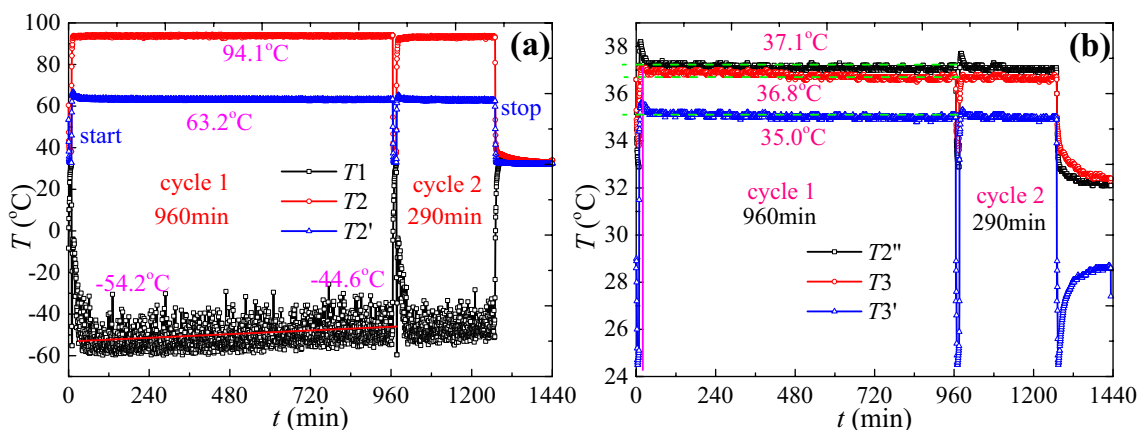 (a)
T (°C)
100
80
60
40
20
0
-20
-40
-60
94.1°C
63.2°C
start
stop
T1
T2
T2'
cycle 1
960min
cycle 2
290min
-54.2°C
-44.6°C
0
240
480
720
960
1200
1440
t (min)
(b)
T (°C)
38
36
34
32
30
28
26
24
37.1°C
36.8°C
35.0°C
cycle 1
960min
cycle 2
290min
T2"
T3
T3'
0
240
480
720
960
1200
1440
t (min)